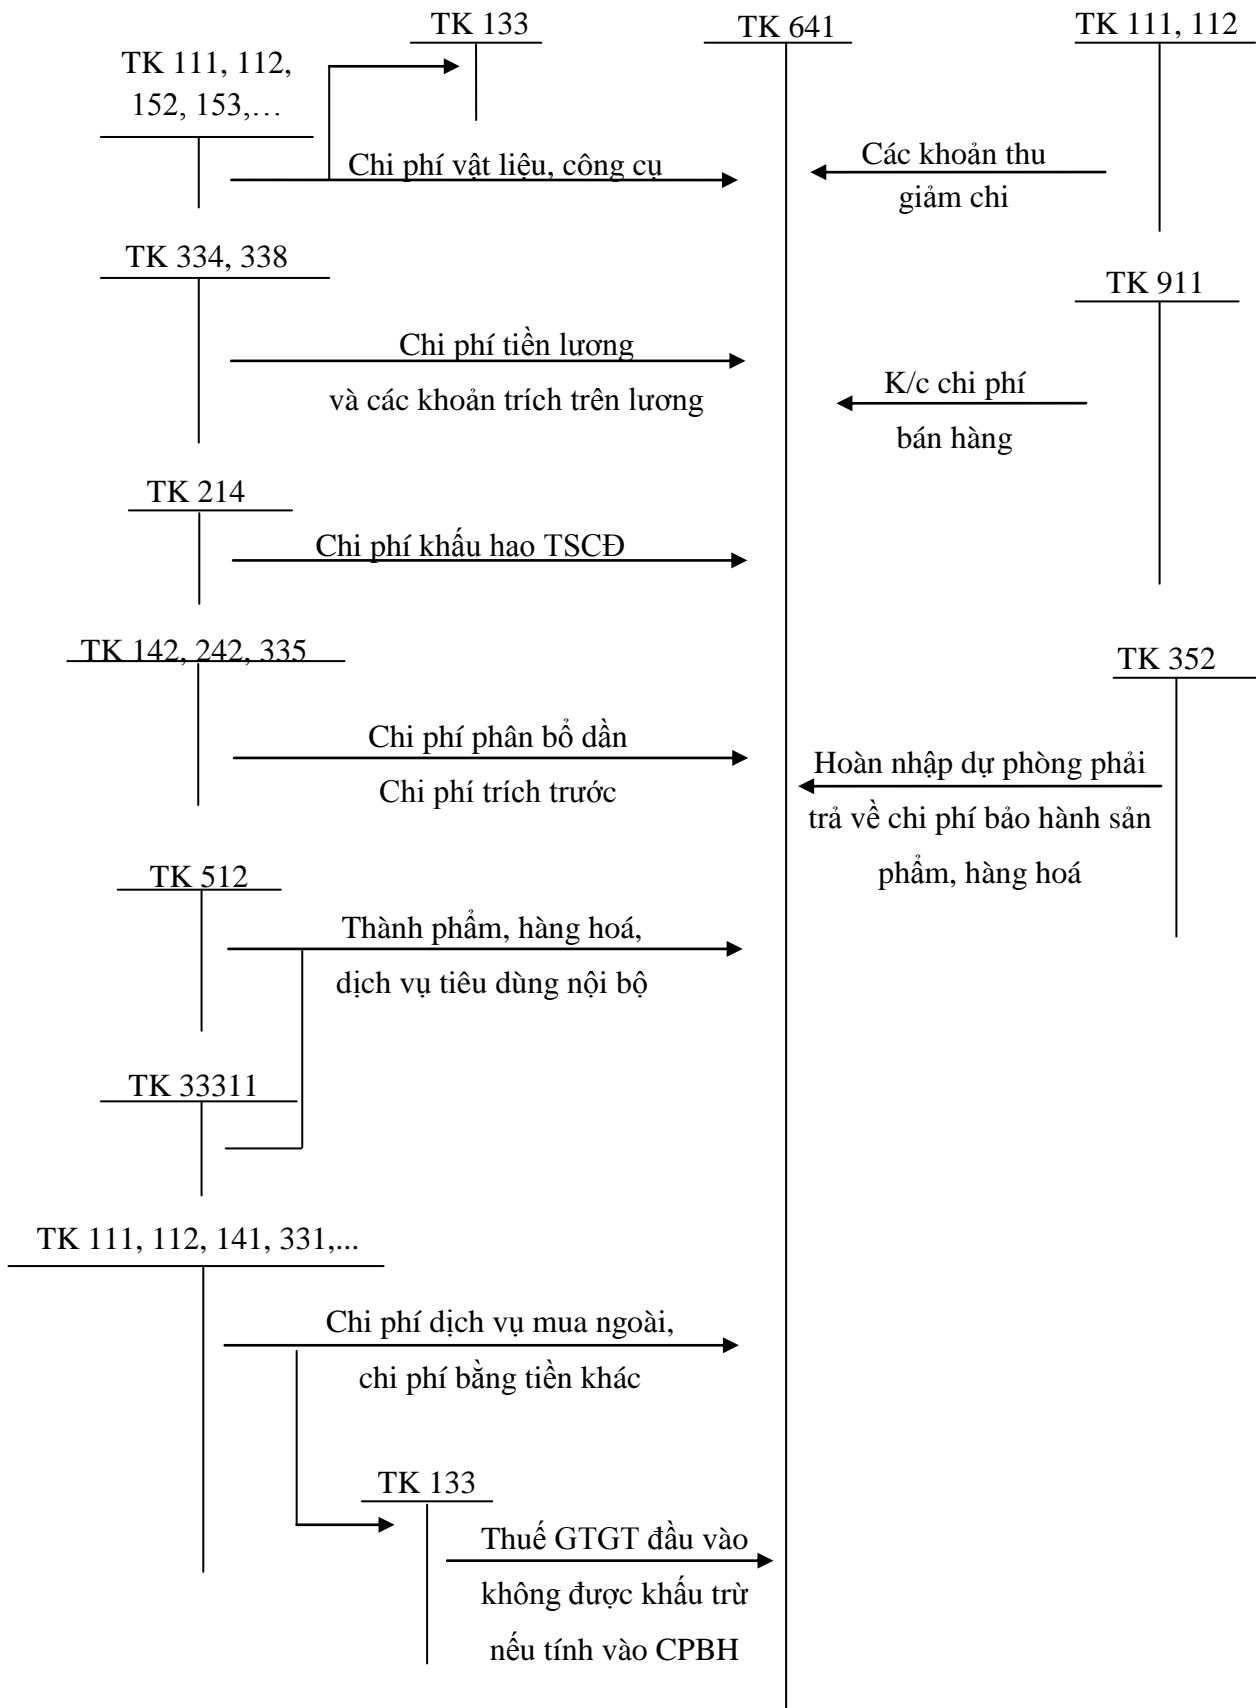 TK 133
TK 641
TK 111, 112
TK 111, 112,
152, 153,…
Chi phí vật liệu, công cụ
Các khoản thu
giảm chi
TK 334, 338
TK 911
Chi phí tiền lương
và các khoản trích trên lương
K/c chi phí
bán hàng
TK 214
Chi phí khấu hao TSCĐ
TK 142, 242, 335
TK 352
Chi phí phân bổ dần
Chi phí trích trước
Hoàn nhập dự phòng phải
trả về chi phí bảo hành sản
phẩm, hàng hoá
TK 512
Thành phẩm, hàng hoá,
dịch vụ tiêu dùng nội bộ
TK 33311
TK 111, 112, 141, 331,...
Chi phí dịch vụ mua ngoài,
chi phí bằng tiền khác
TK 133
Thuế GTGT đầu vào
không được khấu trừ
nếu tính vào CPBH